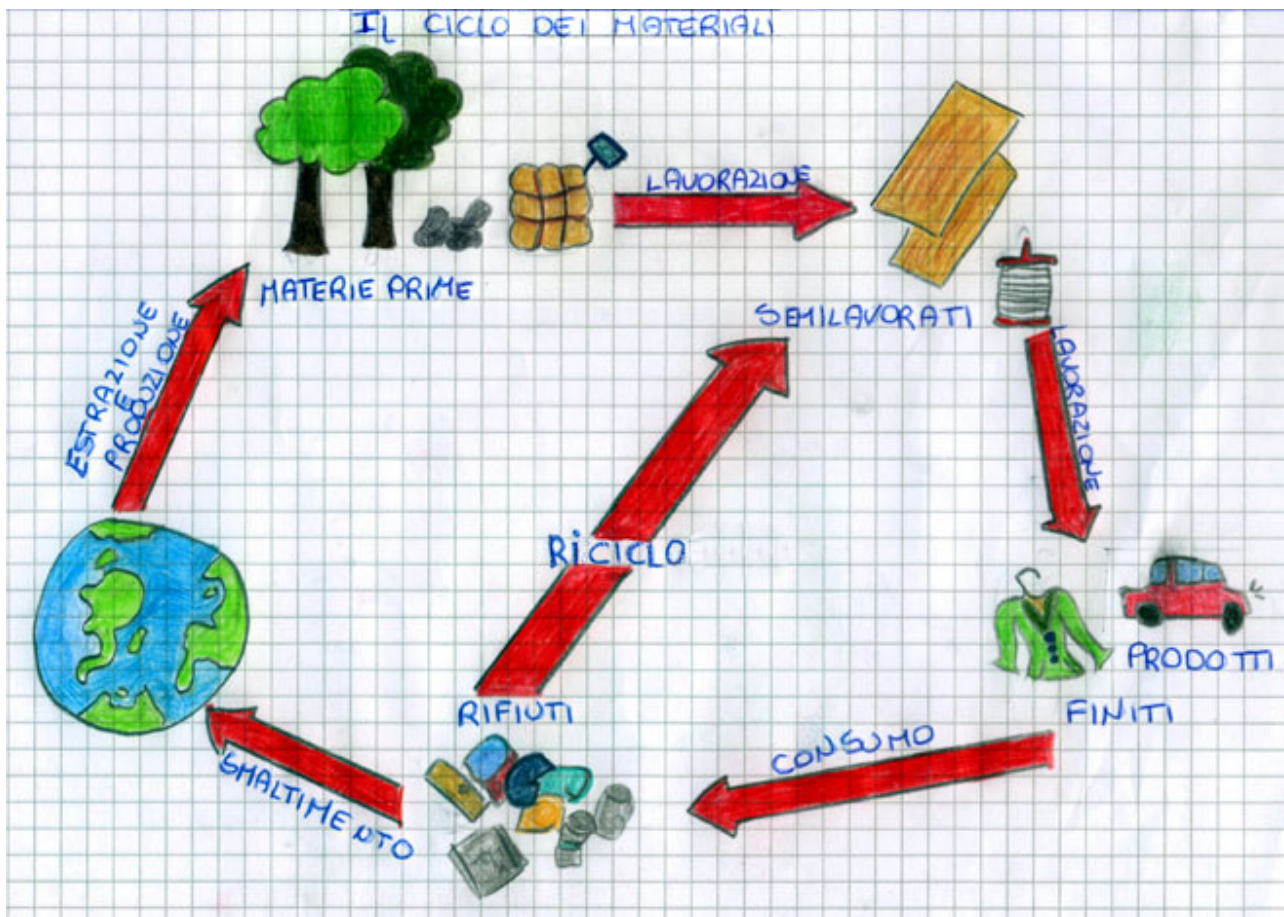 IL CICLO DEI MATERIALI
LAVORAZIONE
MATERIE PRIME
SEMILAVORATI
ESTRAZIONE
E
PRODUZIONE
LAVORAZIONE
RICICLO
PRODOTTI
FINITI
RIFIUTI
CONSUMO
SMALTIMENTO